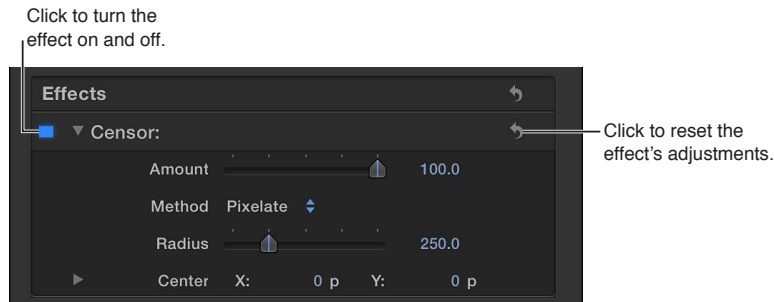 Click to turn the
effect on and off.
Effects
Censor:
Click to reset the
effect's adjustments.
Amount 100.0
Method Pixelate
Radius 250.0
Center X: 0 p Y: 0 p